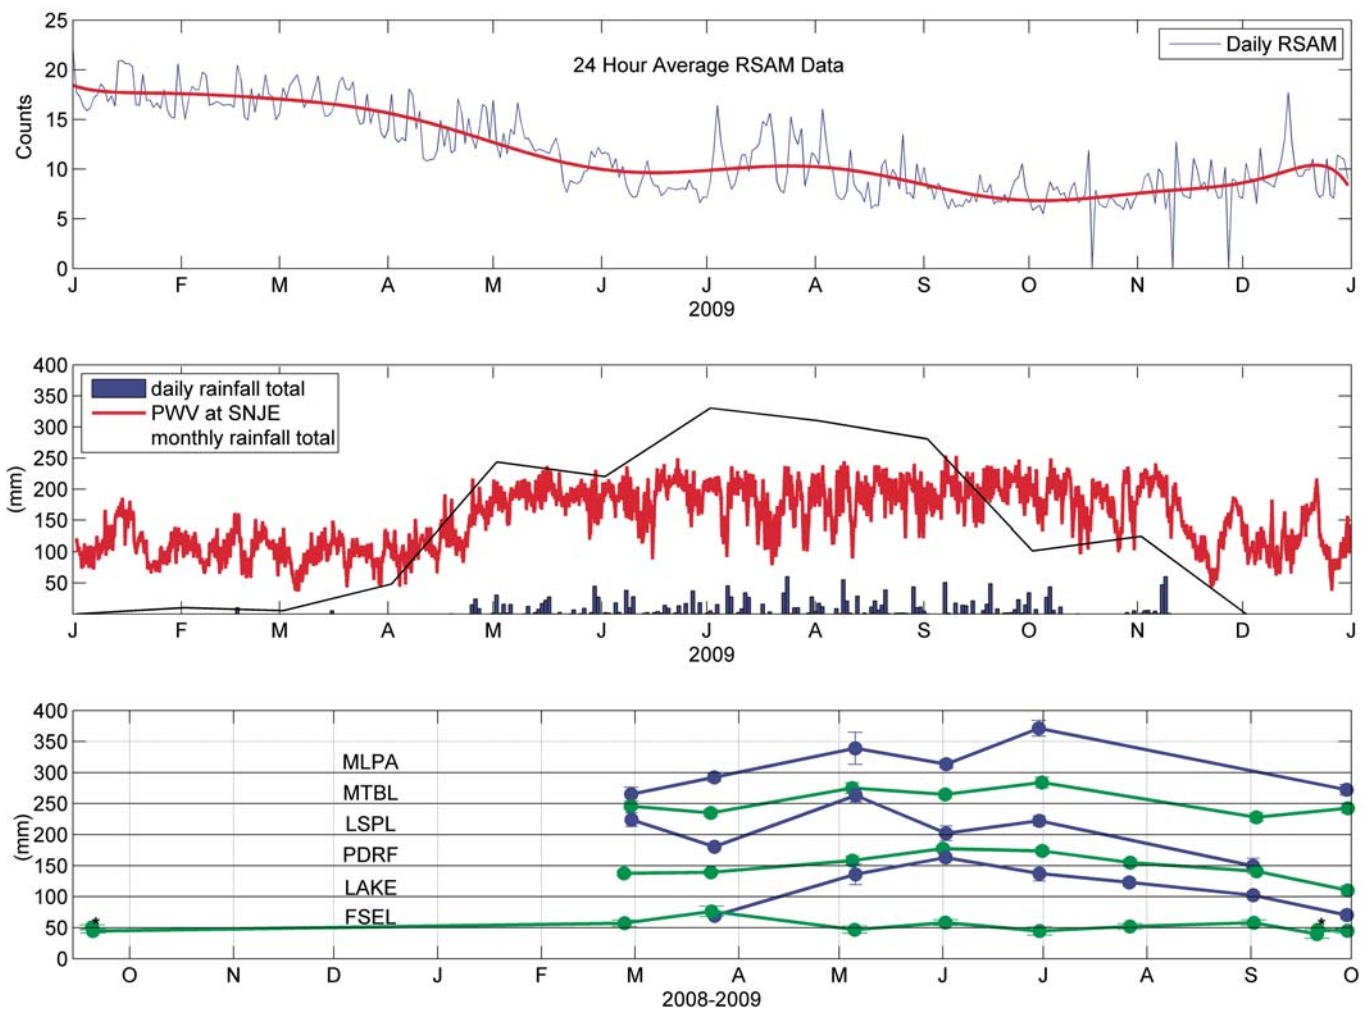 25
20
15
10
5
0
Counts
24 Hour Average RSAM Data
Daily RSAM
J F M A M J J A S O N D J
2009
400
350
300
250
200
150
100
50
(mm)
daily rainfall total
PWV at SNJE
monthly rainfall total
J F M A M J J A S O N D J
2009
400
350
300
250
200
150
100
50
0
(mm)
MLPA
MTBL
LSPL
PDRF
LAKE
FSEL
* *
O N D J F M A M J J A S O
2008-2009